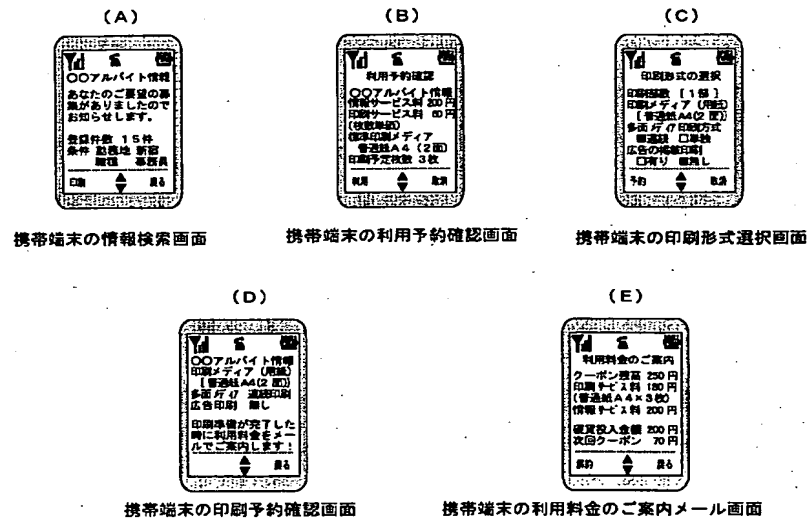 (A)
○○アルバイト情報
あなたのご要望の募
集がありましたので
お知らせします。
登録件数 15件
条件 勤務地 新宿
職種 事務員
印刷 戻る
携帯端末の情報検索画面
(B)
利用予約確認
○○アルバイト情報
情報サービス料 200円
印刷サービス料 60円
(枚数単価)
標準印刷メディア
普通紙A4(2面)
印刷予定枚数 3枚
利用 取消
携帯端末の利用予約確認画面
(C)
印刷形式の選択
印刷部数 [1部]
印刷メディア(用紙)
[普通紙A4(2面)]
多面メディア印刷方式
■連続 □単独
広告の掲載印刷
□有り ■無し
予約 取消
携帯端末の印刷形式選択画面
(D)
○○アルバイト情報
印刷メディア(用紙)
[普通紙A4(2面)]
多面メディア 連続印刷
広告印刷 無し
印刷準備が完了した
時に利用料金をメー
ルでご案内します!
戻る
携帯端末の印刷予約確認画面
(E)
利用料金のご案内
クーポン残高 250円
印刷サービス料 180円
(普通紙A4×3枚)
情報サービス料 200円
硬貨投入金額 200円
次回クーポン 70円
解約 戻る
携帯端末の利用料金のご案内メール画面